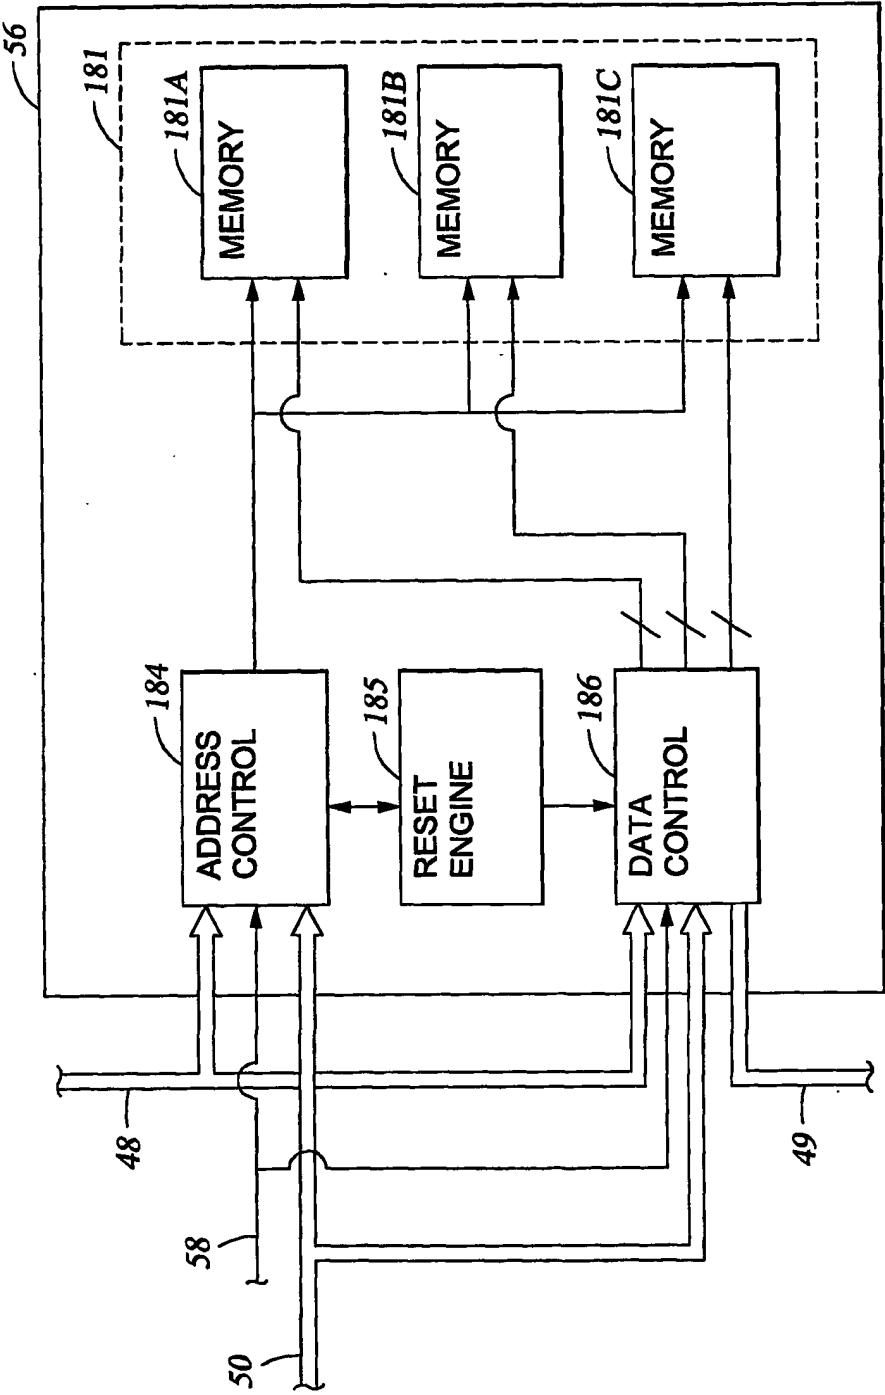 56
181
181A
MEMORY
181B
MEMORY
181C
MEMORY
184
ADDRESS
CONTROL
185
RESET
ENGINE
186
DATA
CONTROL
48
49
58
50